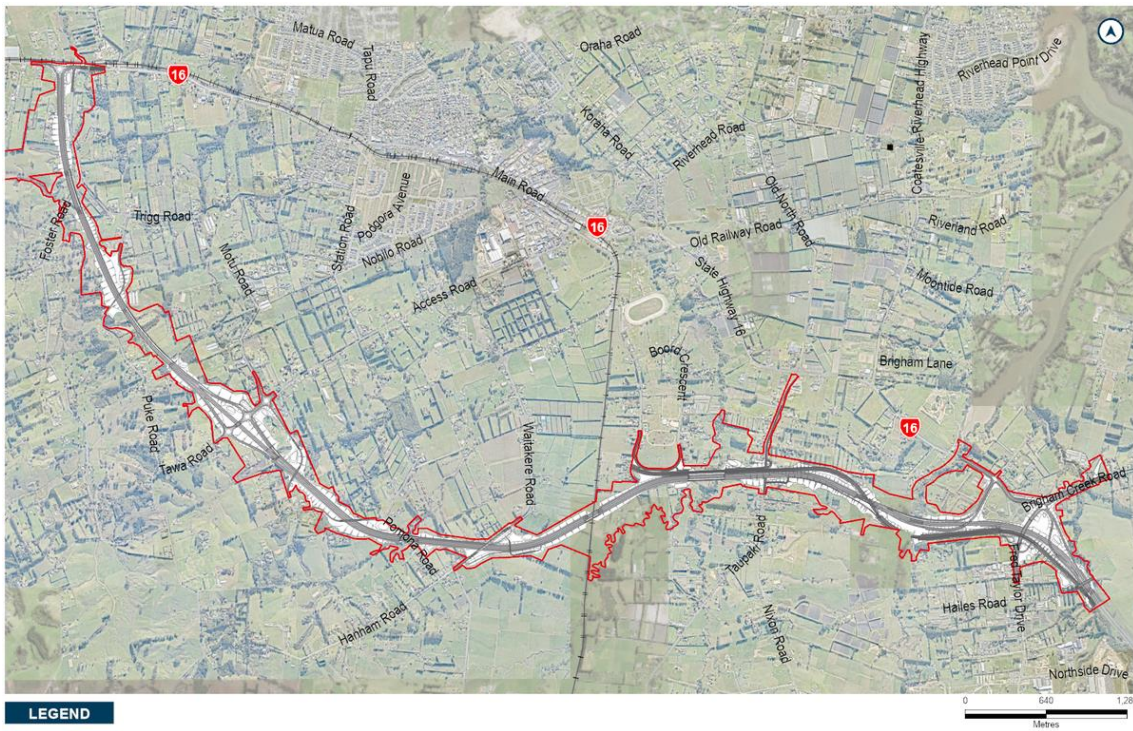 Matua Road
Tapu Road
Oraha Road
Coatesville-Riverhead Highway
Riverhead Point Drive
16
Koraha Road
Riverhead Road
Main Road
Foster Road
Trigg Road
Station Road
Podgora Avenue
Nobilo Road
Motu Road
Access Road
16
Old North Road
Old Railway Road
Riverland Road
State Highway 16
Moontide Road
Boord Crescent
Brigham Lane
Puke Road
Tawa Road
Waitakere Road
16
Brigham Creek Road
Pomona Road
Taupaki Road
Fred Taylor Drive
Hanham Road
Nixon Road
Hailes Road
Northside Drive
LEGEND
0 640 1,28
Metres